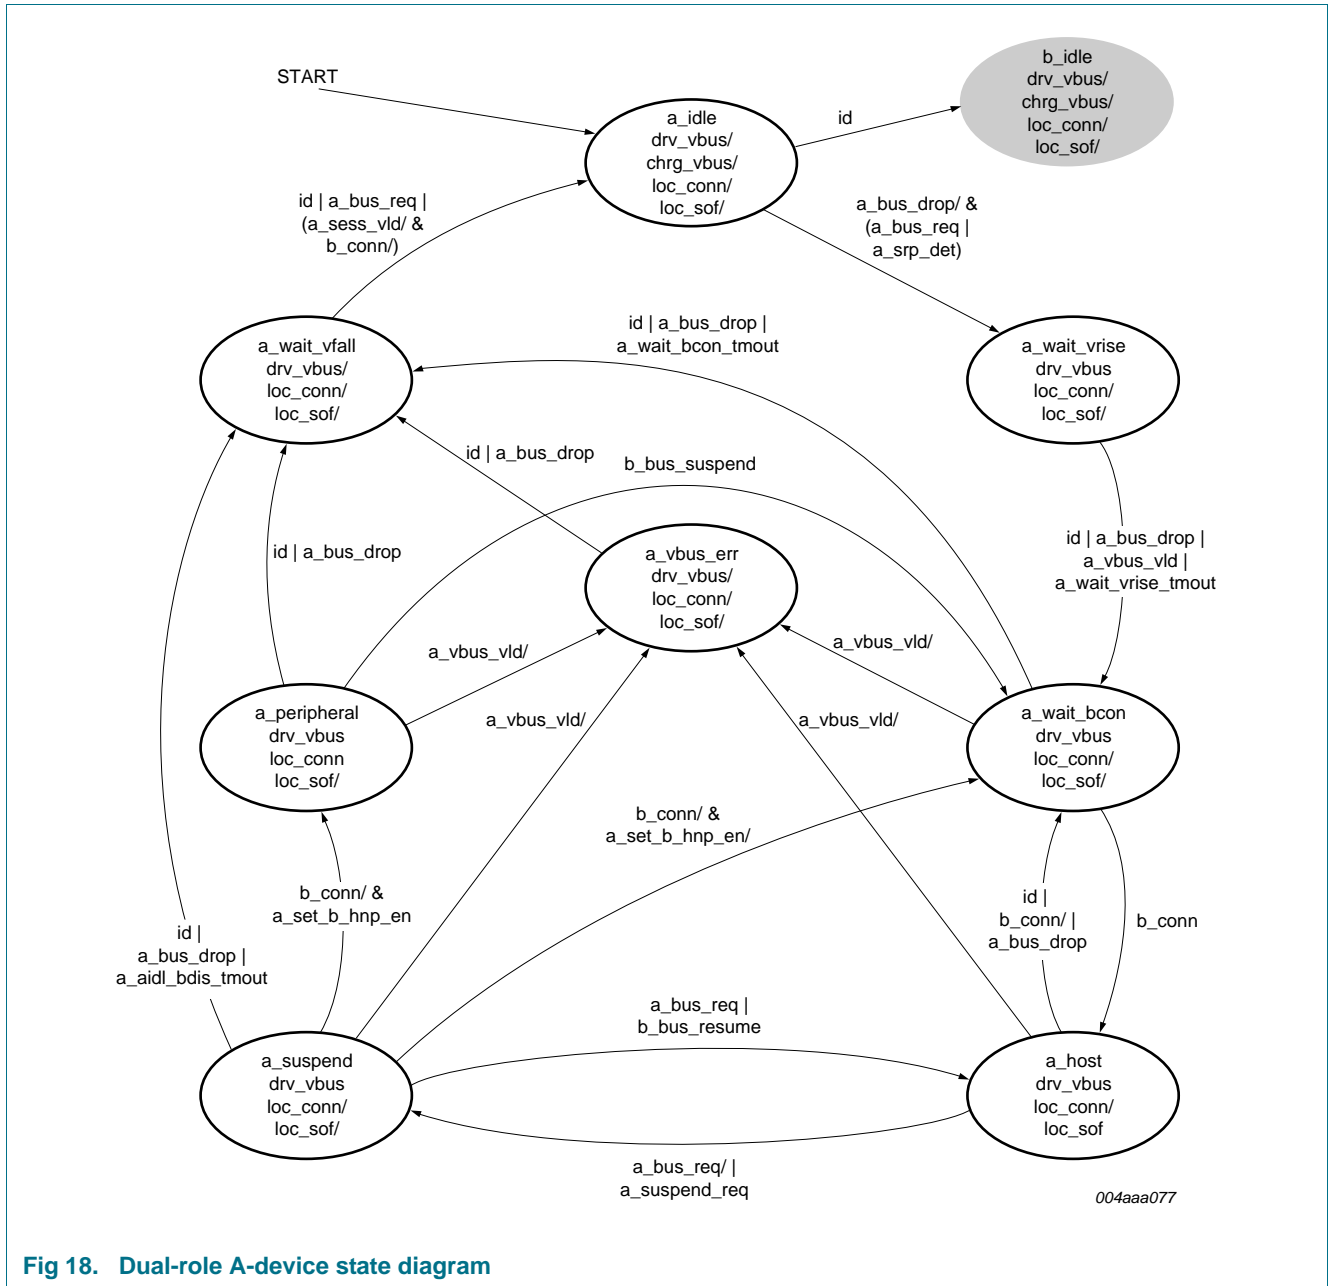 START
b_idle
drv_vbus/
chrg_vbus/
loc_conn/
loc_sof/
a_idle
drv_vbus/
chrg_vbus/
loc_conn/
loc_sof/
id
id | a_bus_req |
(a_sess_vld/ &
b_conn/)
a_bus_drop/ &
(a_bus_req |
a_srp_det)
a_wait_vfall
drv_vbus/
loc_conn/
loc_sof/
id | a_bus_drop |
a_wait_bcon_tmout
a_wait_vrise
drv_vbus
loc_conn/
loc_sof/
id | a_bus_drop
b_bus_suspend
id | a_bus_drop
a_vbus_err
drv_vbus/
loc_conn/
loc_sof/
id | a_bus_drop |
a_vbus_vld |
a_wait_vrise_tmout
a_vbus_vld/
a_vbus_vld/
a_peripheral
drv_vbus
loc_conn
loc_sof/
a_vbus_vld/
a_vbus_vld/
a_wait_bcon
drv_vbus
loc_conn/
loc_sof/
b_conn/ &
a_set_b_hnp_en/
b_conn/ &
a_set_b_hnp_en
id |
b_conn/ |
a_bus_drop
b_conn
id |
a_bus_drop |
a_aidl_bdis_tmout
a_bus_req |
b_bus_resume
a_suspend
drv_vbus
loc_conn/
loc_sof/
a_host
drv_vbus
loc_conn/
loc_sof
a_bus_req/ |
a_suspend_req
004aaa077
Fig 18. Dual-role A-device state diagram